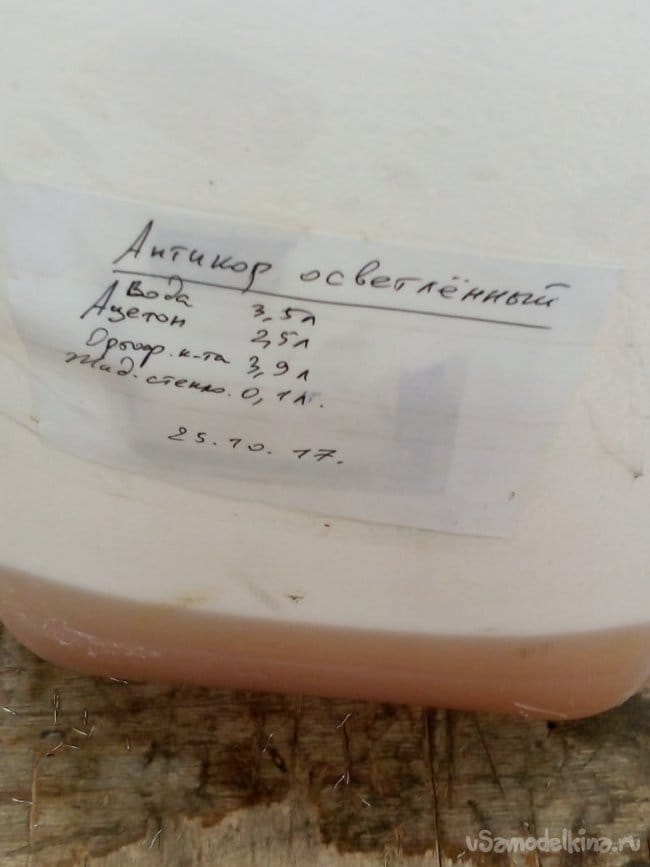 Антикор осветлённый
Вода 3,5л
Ацетон 2,5л
Ортоф. к-та 3,9л
Жид. стекло. 0,1л.
25.10.17.
uSamodelkina.ru